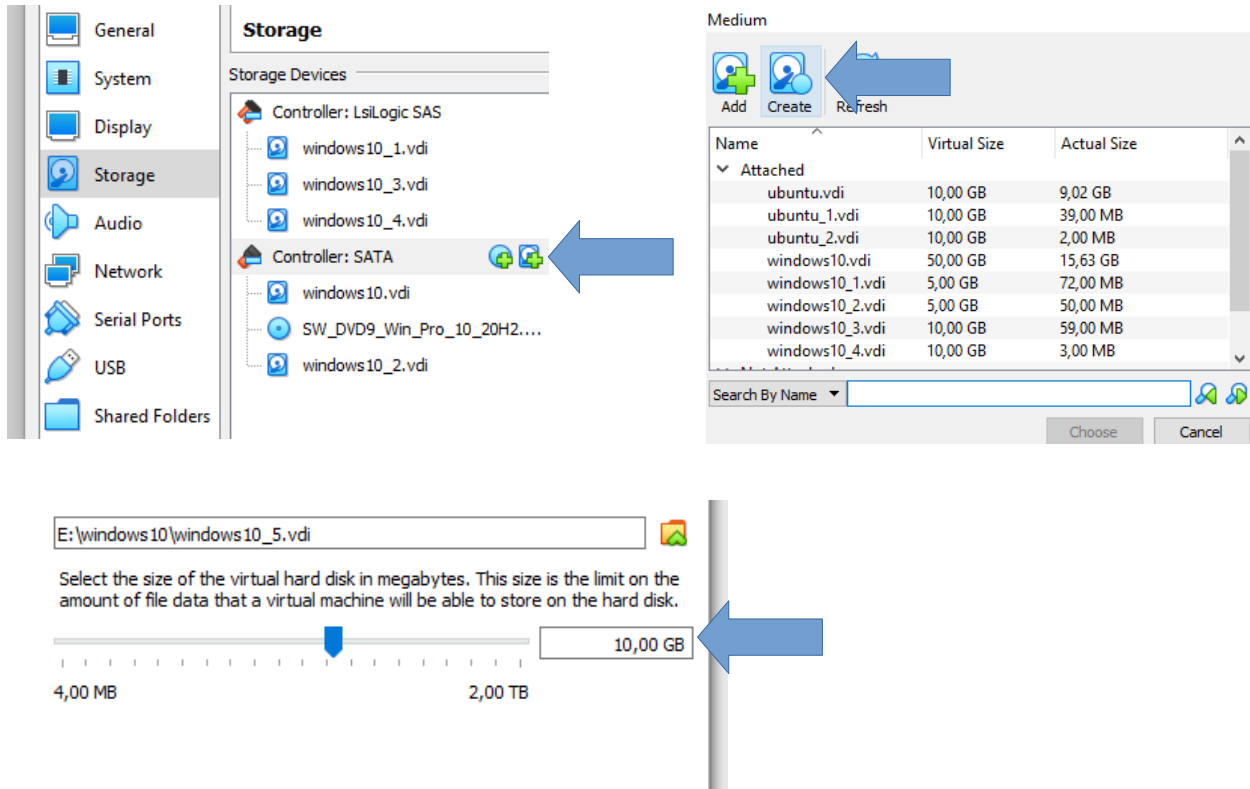 General
System
Display
Storage
Audio
Network
Serial Ports
USB
Shared Folders
Storage
Storage Devices
Controller: LsiLogic SAS
windows10_1.vdi
windows10_3.vdi
windows10_4.vdi
Controller: SATA
windows10.vdi
SW_DVD9_Win_Pro_10_20H2....
windows10_2.vdi
Medium
Add Create Refresh
Name Virtual Size Actual Size
Attached
ubuntu.vdi 10,00 GB 9,02 GB
ubuntu_1.vdi 10,00 GB 39,00 MB
ubuntu_2.vdi 10,00 GB 2,00 MB
windows10.vdi 50,00 GB 15,63 GB
windows10_1.vdi 5,00 GB 72,00 MB
windows10_2.vdi 5,00 GB 50,00 MB
windows10_3.vdi 10,00 GB 59,00 MB
windows10_4.vdi 10,00 GB 3,00 MB
Search By Name
Choose Cancel
E:\windows10\windows10_5.vdi
Select the size of the virtual hard disk in megabytes. This size is the limit on the
amount of file data that a virtual machine will be able to store on the hard disk.
10,00 GB
4,00 MB 2,00 TB